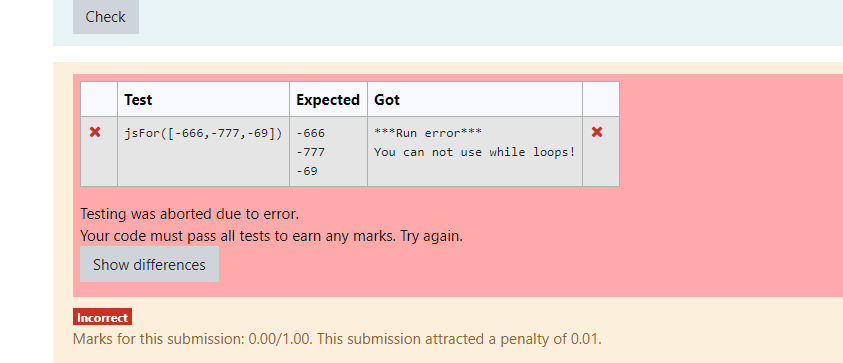 Check
Test Expected Got
jsFor([-666,-777,-69]) -666 ***Run error***
-777 You can not use while loops!
-69
Testing was aborted due to error.
Your code must pass all tests to earn any marks. Try again.
Show differences
Incorrect
Marks for this submission: 0.00/1.00. This submission attracted a penalty of 0.01.